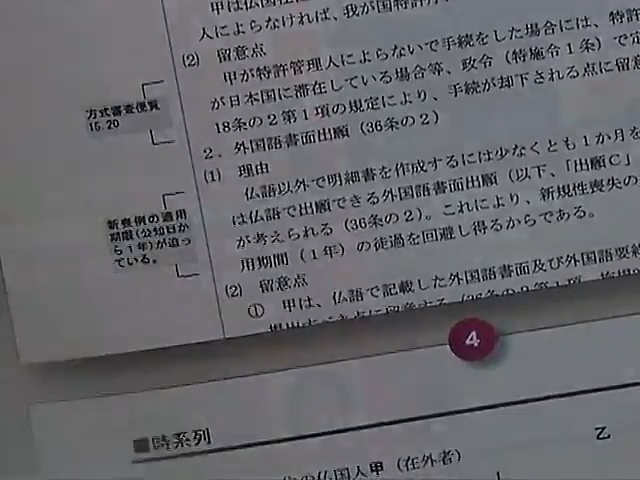 甲は仏国
人によらなければ、我が国特許
(2) 留意点
甲が特許管理人によらないで手続をした場合には、特許
が日本国に滞在している場合等、政令（特施令１条）で定
18条の２第１項の規定により、手続が却下される点に留意
２．外国語書面出願（36条の２）
(1) 理由
仏語以外で明細書を作成するには少なくとも１か月を
は仏語で出願できる外国語書面出願（以下、「出願Ｃ」
が考えられる（36条の２）。これにより、新規性喪失の
用期間（１年）の徒過を回避し得るからである。
(2) 留意点
① 甲は、仏語で記載した外国語書面及び外国語要約
方式審査便覧
15.20
新喪例の適用
期限（公知日か
ら１年）が迫っ
ている。
4
■時系列
の仏国人甲（在外者）
乙